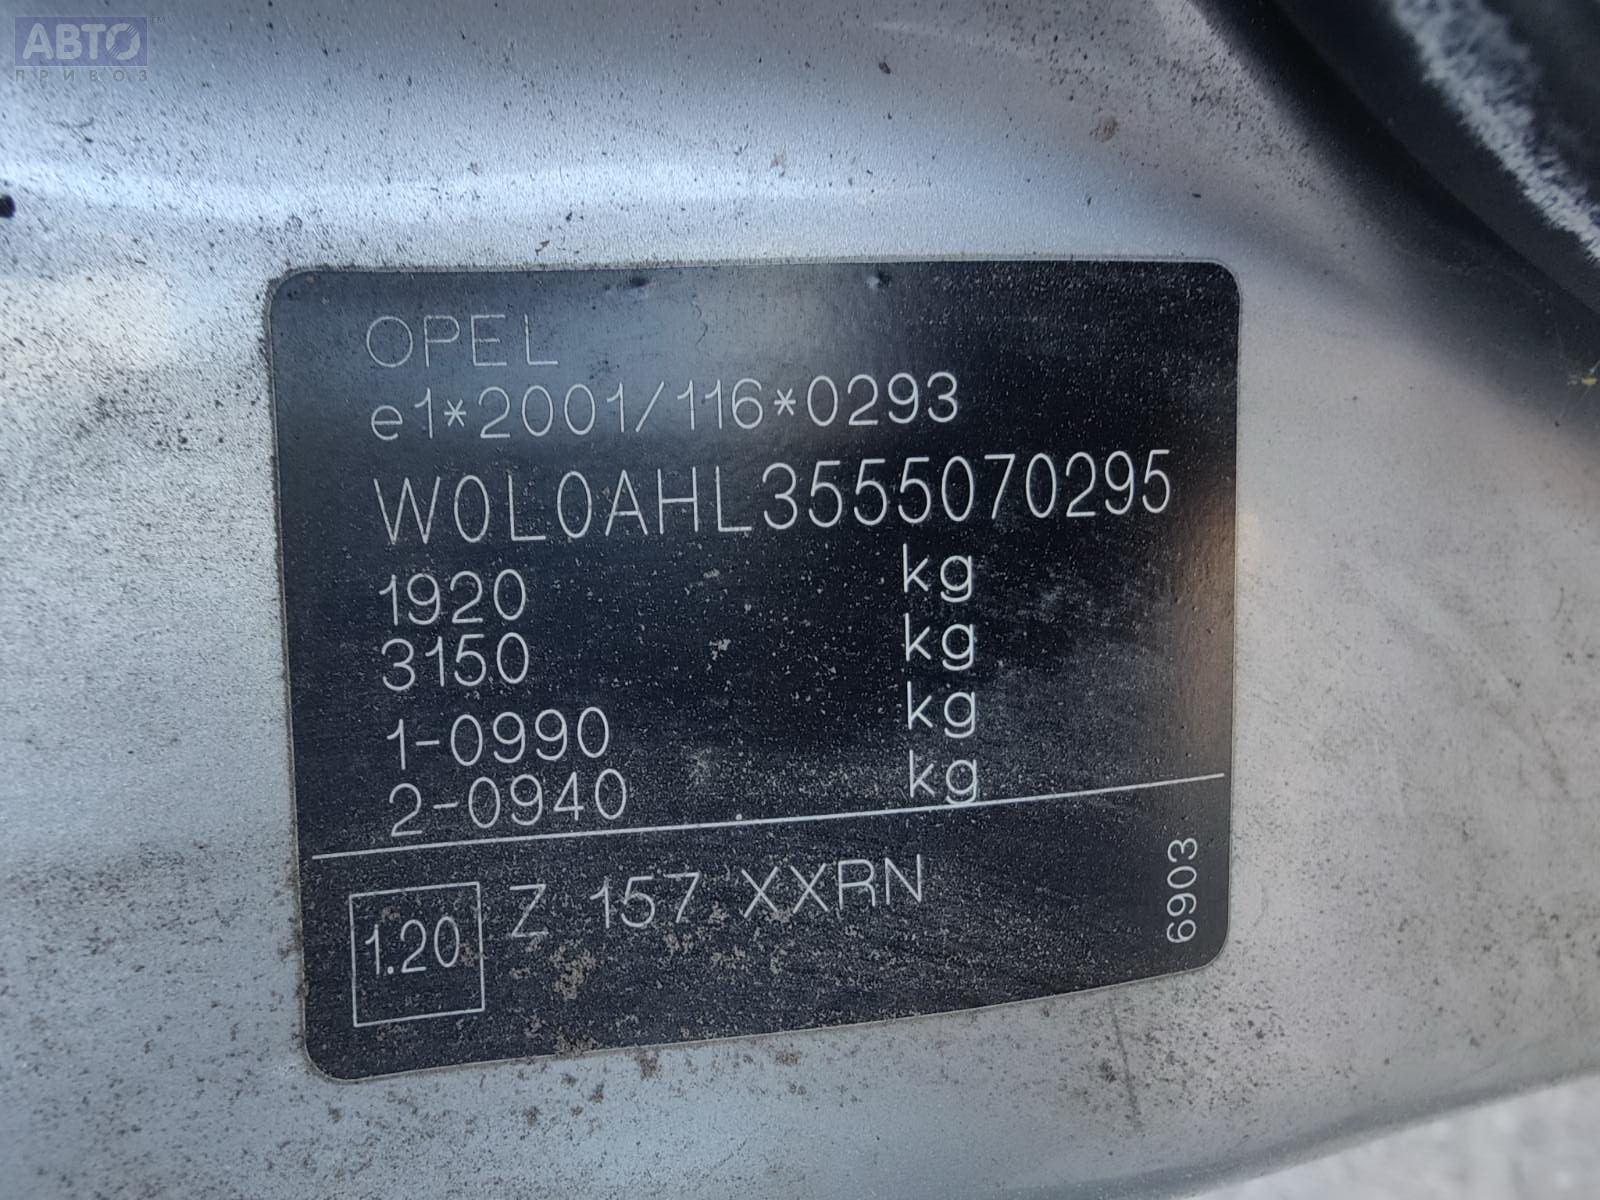 АВТО
ПРИВОЗ
OPEL
e1*2001/116*0293
W0L0AHL3555070295
1920 kg
3150 kg
1-0990 kg
2-0940 kg
1.20 Z 157 XXRN
6903